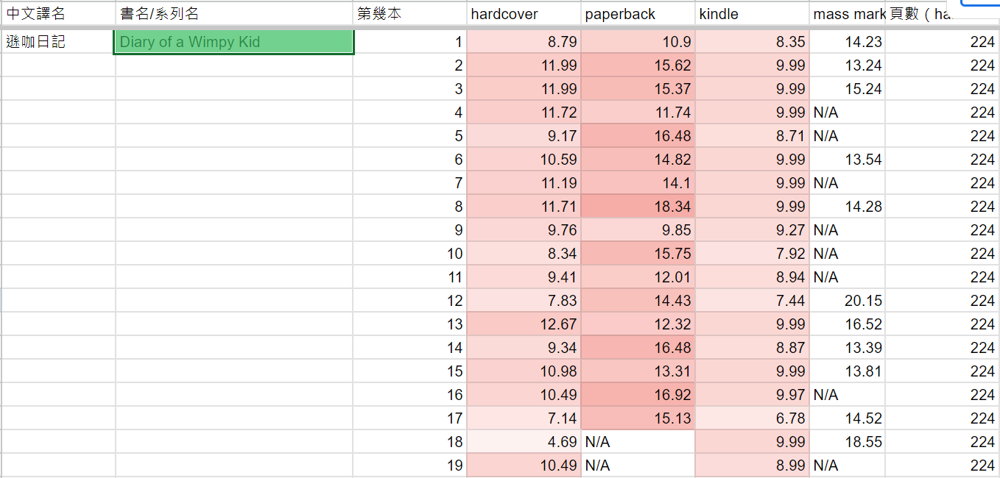 中文譯名 書名/系列名 第幾本 hardcover paperback kindle mass mark 頁數（ha
遜咖日記 Diary of a Wimpy Kid 1 8.79 10.9 8.35 14.23 224
2 11.99 15.62 9.99 13.24 224
3 11.99 15.37 9.99 15.24 224
4 11.72 11.74 9.99 N/A 224
5 9.17 16.48 8.71 N/A 224
6 10.59 14.82 9.99 13.54 224
7 11.19 14.1 9.99 N/A 224
8 11.71 18.34 9.99 14.28 224
9 9.76 9.85 9.27 N/A 224
10 8.34 15.75 7.92 N/A 224
11 9.41 12.01 8.94 N/A 224
12 7.83 14.43 7.44 20.15 224
13 12.67 12.32 9.99 16.52 224
14 9.34 16.48 8.87 13.39 224
15 10.98 13.31 9.99 13.81 224
16 10.49 16.92 9.97 N/A 224
17 7.14 15.13 6.78 14.52 224
18 4.69 N/A 9.99 18.55 224
19 10.49 N/A 8.99 N/A 224